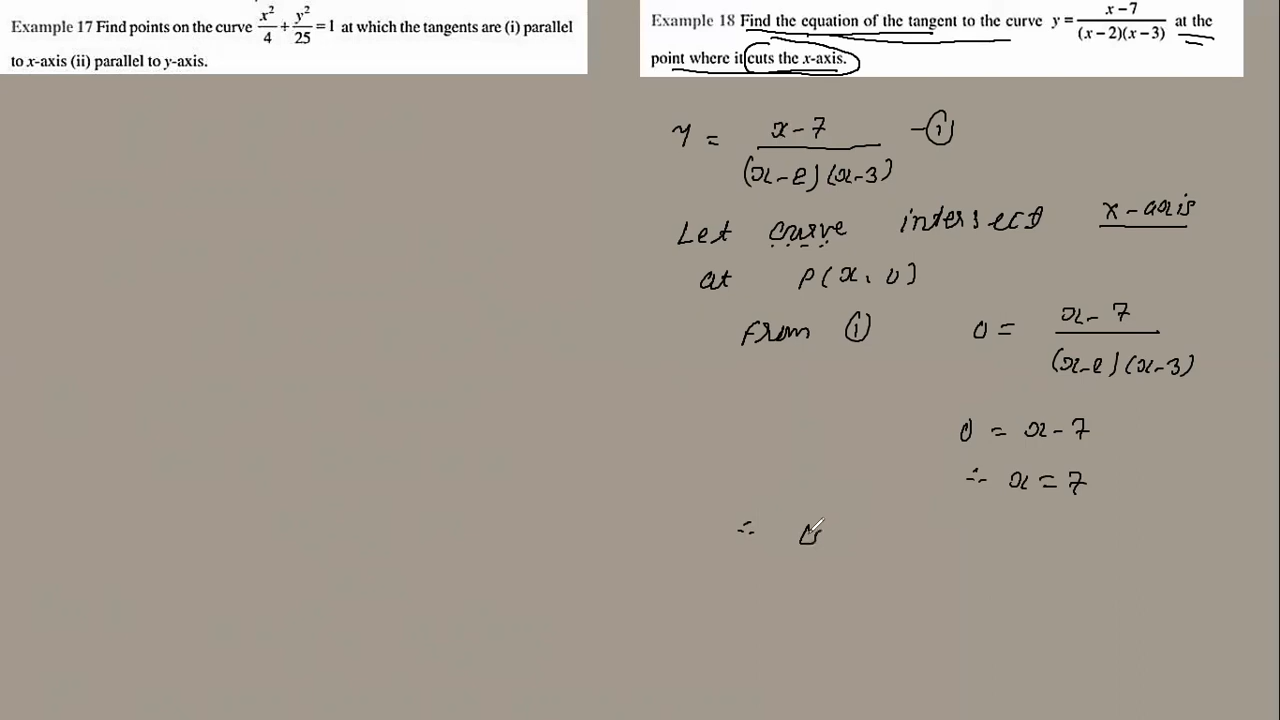 Example 17 Find points on the curve x²/4 + y²/25 = 1 at which the tangents are (i) parallel
to x-axis (ii) parallel to y-axis.
Example 18 Find the equation of the tangent to the curve y = (x − 7)/((x − 2)(x − 3)) at the
point where it cuts the x-axis.
y = (x − 7)/((x − 2)(x − 3)) —①
Let curve intersect x-axis
at P(x, 0)
From ① 0 = (x − 7)/((x − 2)(x − 3))
0 = x − 7
∴ x = 7
∴